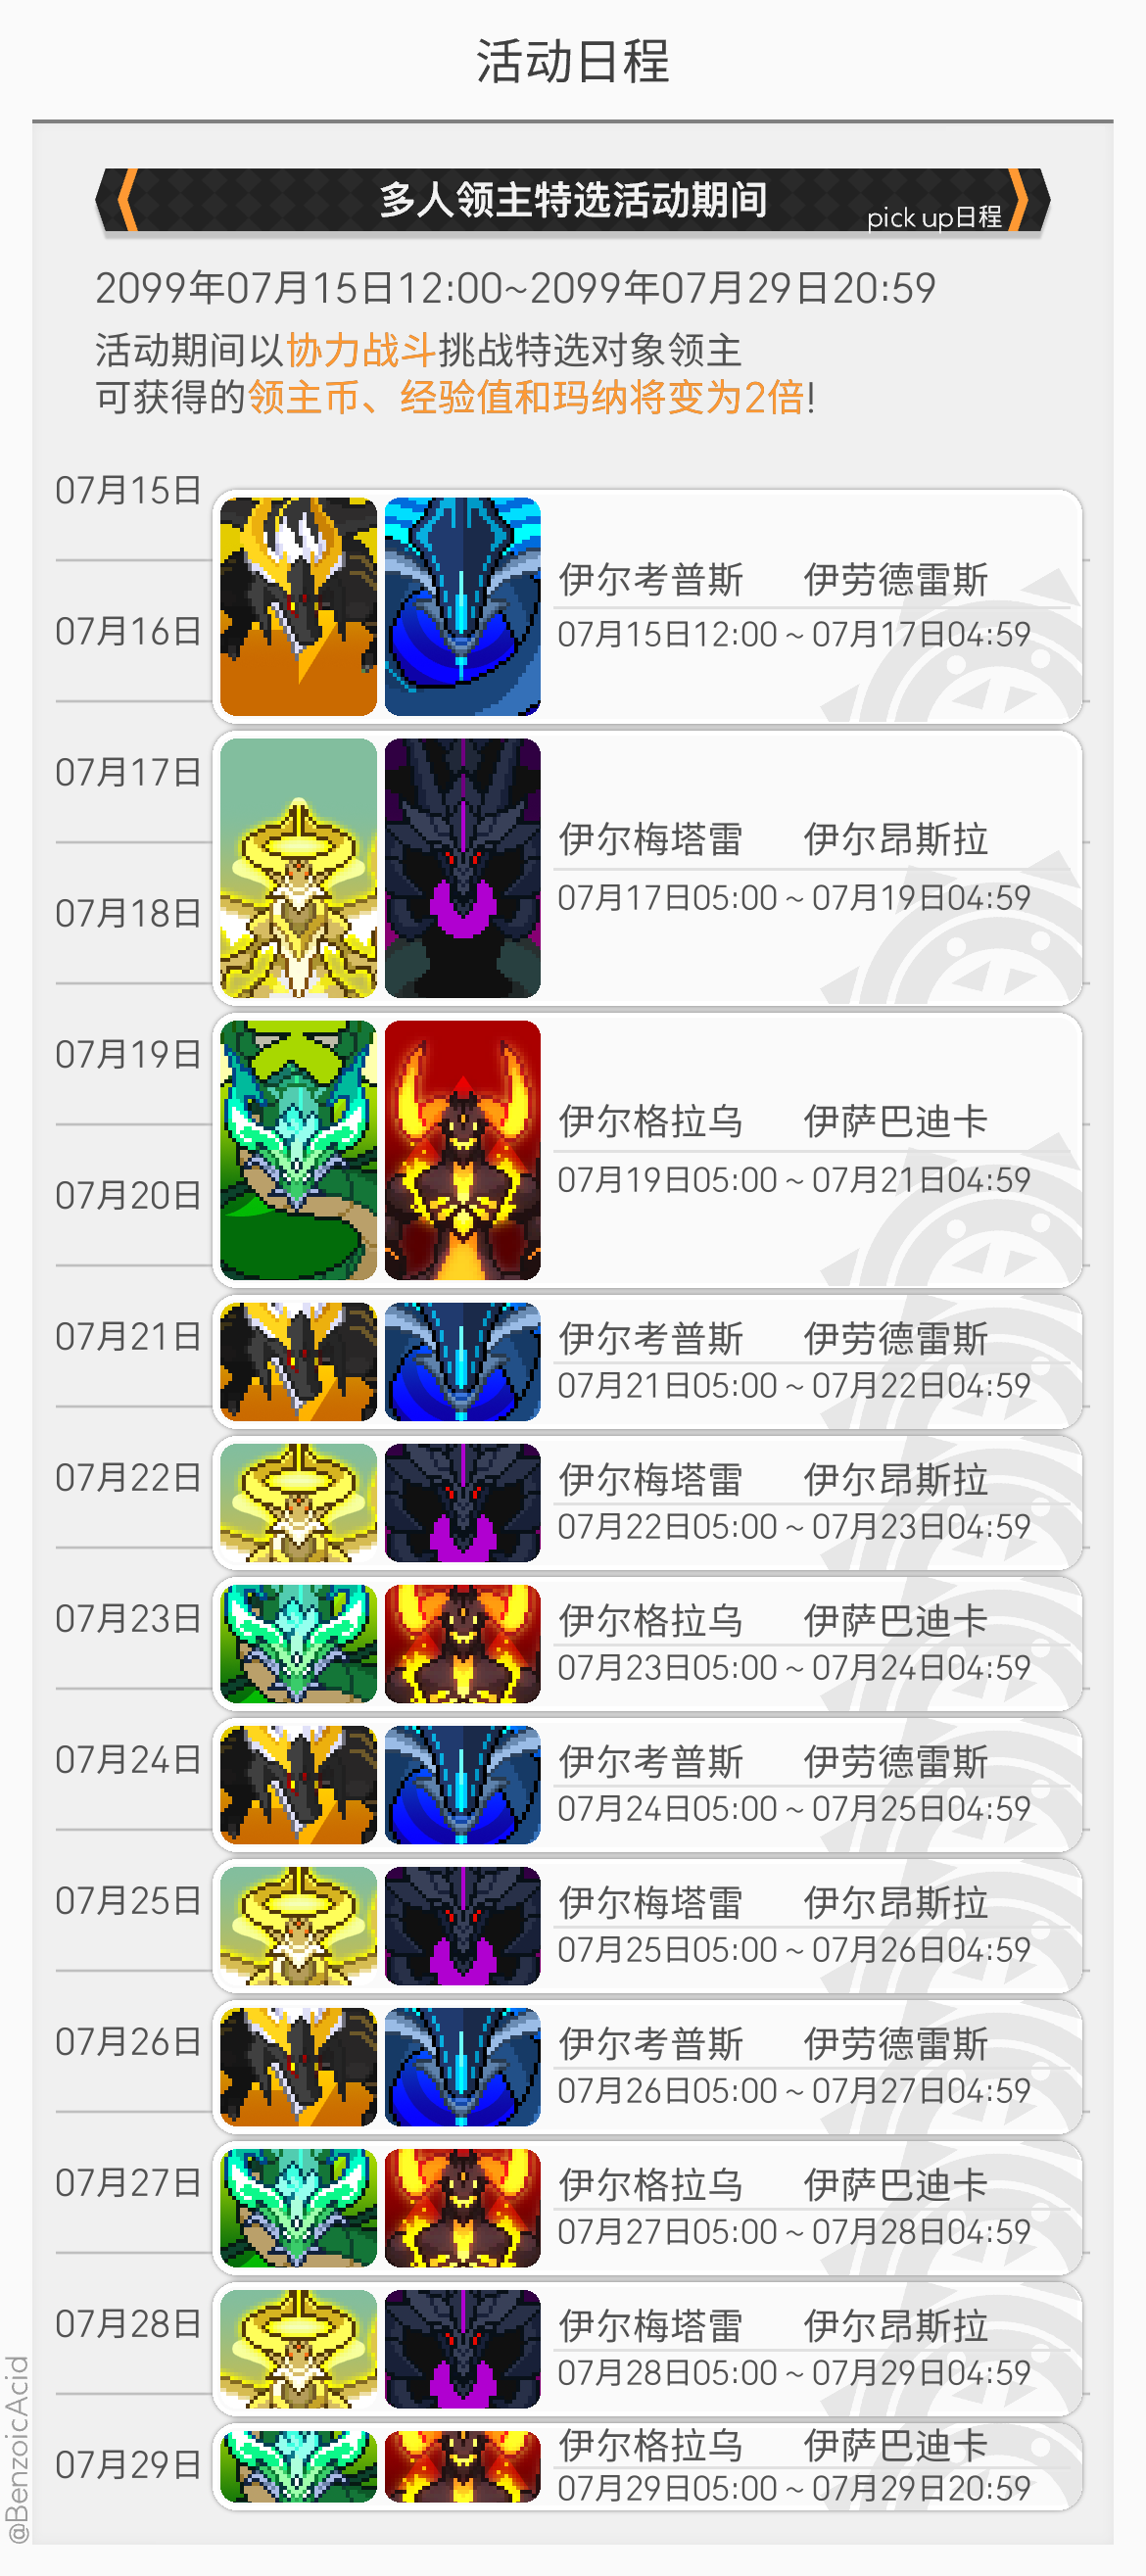 活动日程
多人领主特选活动期间
pick up日程
2099年07月15日12:00~2099年07月29日20:59
活动期间以协力战斗挑战特选对象领主
可获得的领主币、经验值和玛纳将变为2倍!
07月15日
07月16日
伊尔考普斯 伊劳德雷斯
07月15日12:00 ~ 07月17日04:59
07月17日
07月18日
伊尔梅塔雷 伊尔昂斯拉
07月17日05:00 ~ 07月19日04:59
07月19日
07月20日
伊尔格拉乌 伊萨巴迪卡
07月19日05:00 ~ 07月21日04:59
07月21日
伊尔考普斯 伊劳德雷斯
07月21日05:00 ~ 07月22日04:59
07月22日
伊尔梅塔雷 伊尔昂斯拉
07月22日05:00 ~ 07月23日04:59
07月23日
伊尔格拉乌 伊萨巴迪卡
07月23日05:00 ~ 07月24日04:59
07月24日
伊尔考普斯 伊劳德雷斯
07月24日05:00 ~ 07月25日04:59
07月25日
伊尔梅塔雷 伊尔昂斯拉
07月25日05:00 ~ 07月26日04:59
07月26日
伊尔考普斯 伊劳德雷斯
07月26日05:00 ~ 07月27日04:59
07月27日
伊尔格拉乌 伊萨巴迪卡
07月27日05:00 ~ 07月28日04:59
07月28日
伊尔梅塔雷 伊尔昂斯拉
07月28日05:00 ~ 07月29日04:59
07月29日
伊尔格拉乌 伊萨巴迪卡
07月29日05:00 ~ 07月29日20:59
@BenzoicAcid